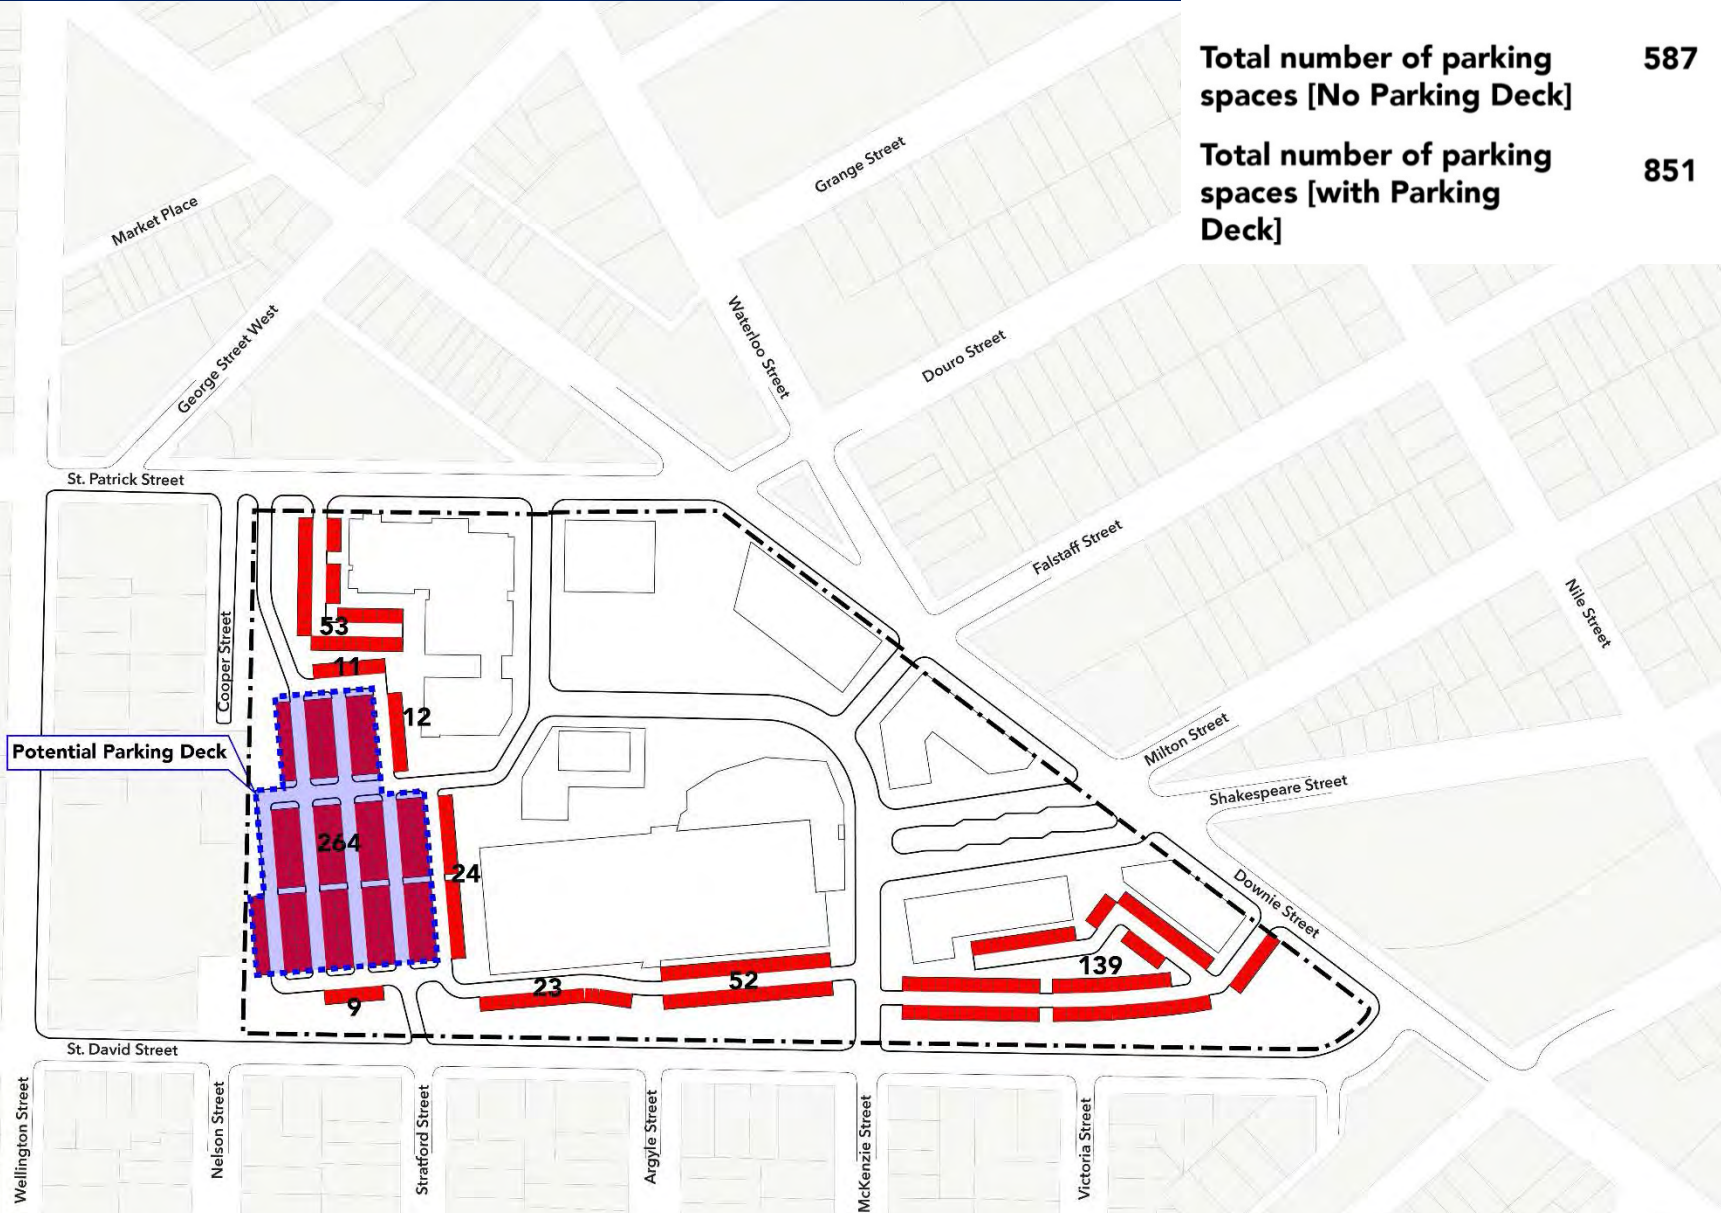 Total number of parking
spaces [No Parking Deck]
587
Total number of parking
spaces [with Parking
Deck]
851
Grange Street
Market Place
George Street West
Waterloo Street
Douro Street
St. Patrick Street
Falstaff Street
Nile Street
Cooper Street
53
11
12
Potential Parking Deck
Milton Street
Shakespeare Street
264
24
Downie Street
139
52
23
9
St. David Street
Wellington Street
Nelson Street
Stratford Street
Argyle Street
McKenzie Street
Victoria Street